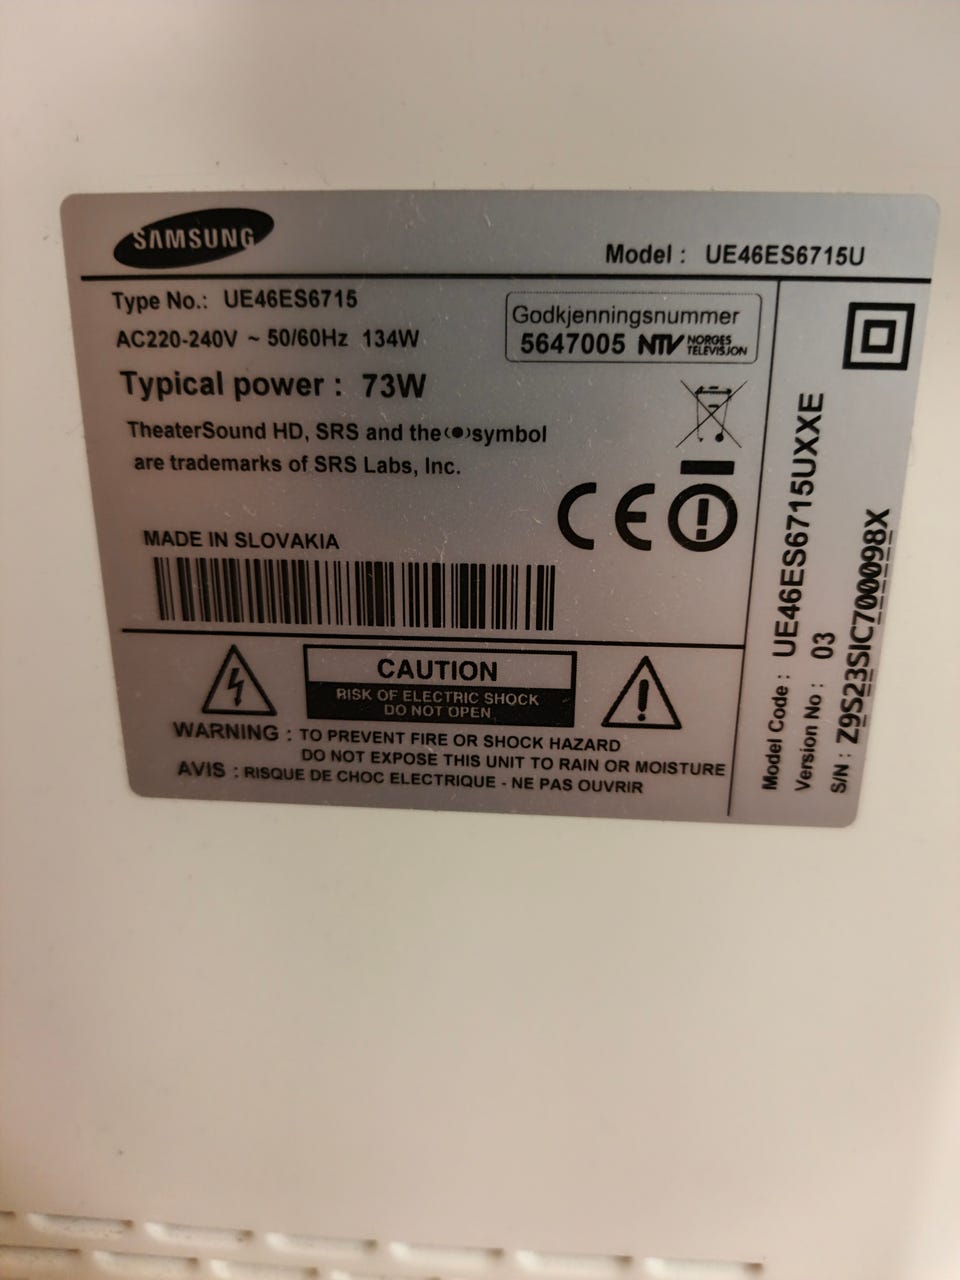 SAMSUNG
Model : UE46ES6715U
Type No.: UE46ES6715
AC220-240V ~ 50/60Hz 134W
Typical power : 73W
Godkjenningsnummer
5647005 NTV NORGES TELEVISJON
TheaterSound HD, SRS and the (●) symbol
are trademarks of SRS Labs, Inc.
CE
MADE IN SLOVAKIA
CAUTION
RISK OF ELECTRIC SHOCK
DO NOT OPEN
WARNING : TO PREVENT FIRE OR SHOCK HAZARD
DO NOT EXPOSE THIS UNIT TO RAIN OR MOISTURE
AVIS : RISQUE DE CHOC ELECTRIQUE - NE PAS OUVRIR
Model Code : UE46ES6715UXXE
Version No : 03
S/N : Z9S23SIC700098X